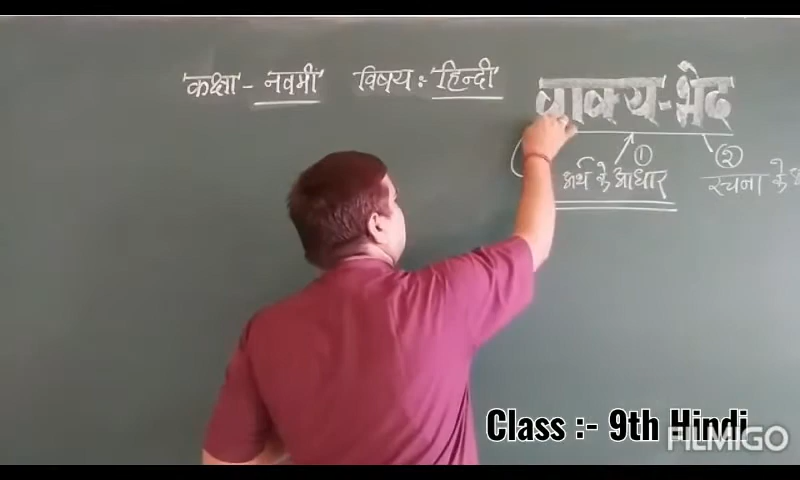 'कक्षा' - 'नवमी' विषय : 'हिन्दी' वाक्य-भेद
① ②
अर्थ के आधार रचना के
Class :- 9th Hindi
FILMIGO